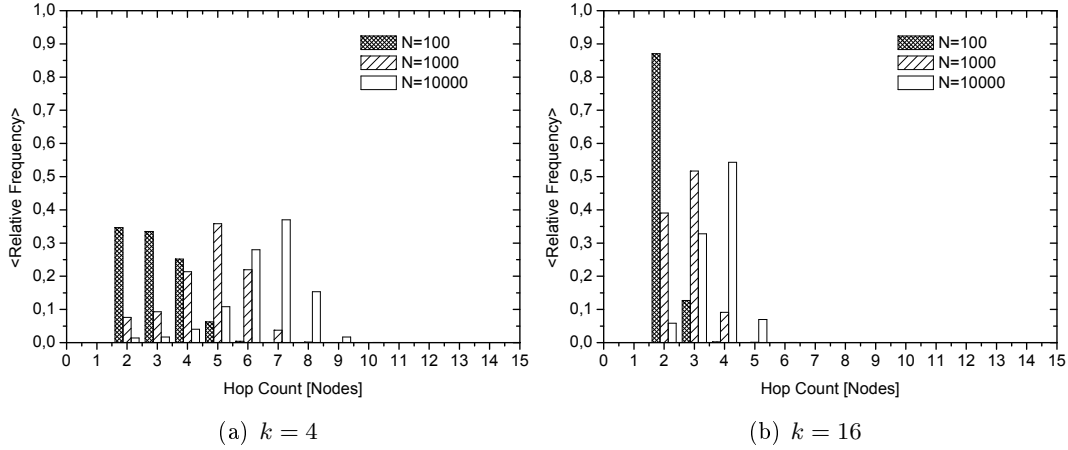 1,0
0,9
0,8
0,7
0,6
0,5
0,4
0,3
0,2
0,1
0,0
<Relative Frequency>
N=100
N=1000
N=10000
0 1 2 3 4 5 6 7 8 9 10 11 12 13 14 15
Hop Count [Nodes]
(a) k = 4
1,0
0,9
0,8
0,7
0,6
0,5
0,4
0,3
0,2
0,1
0,0
<Relative Frequency>
N=100
N=1000
N=10000
0 1 2 3 4 5 6 7 8 9 10 11 12 13 14 15
Hop Count [Nodes]
(b) k = 16